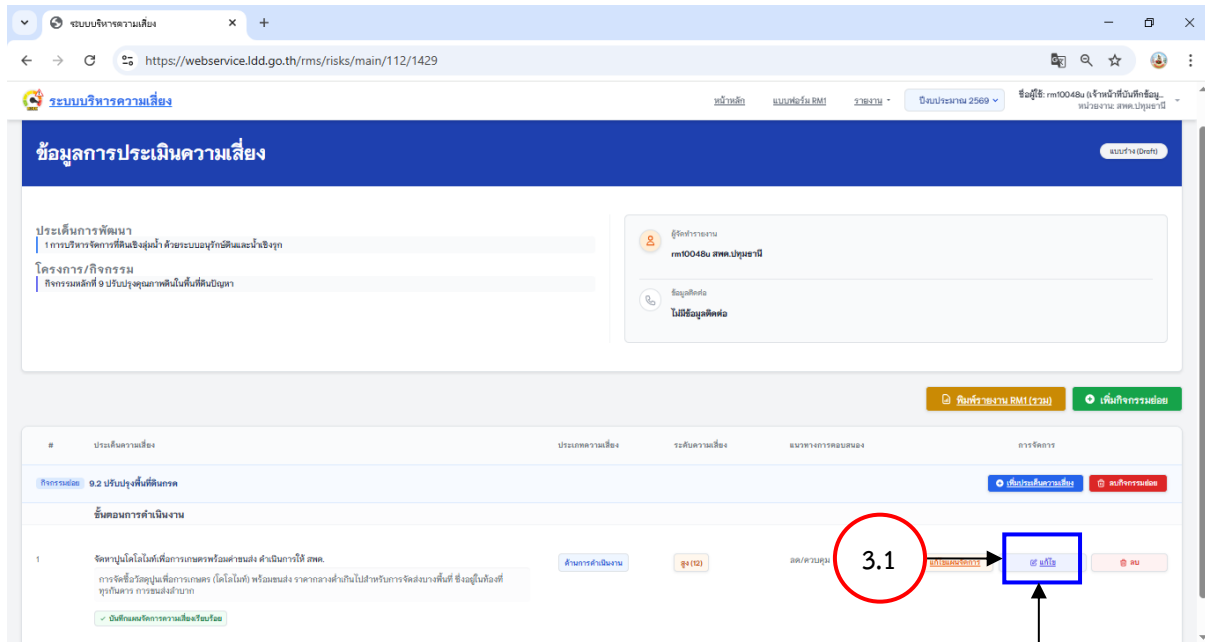 ระบบบริหารความเสี่ยง
https://webservice.ldd.go.th/rms/risks/main/112/1429
ระบบบริหารความเสี่ยง
หน้าหลัก
แบบฟอร์ม RM1
รายงาน
ปีงบประมาณ 2569
ชื่อผู้ใช้: rm10048u (เจ้าหน้าที่บันทึกข้อมู...
หน่วยงาน: สพด.ปทุมธานี
ข้อมูลการประเมินความเสี่ยง
แบบร่าง (Draft)
ประเด็นการพัฒนา
1 การบริหารจัดการที่ดินเชิงลุ่มน้ำ ด้วยระบบอนุรักษ์ดินและน้ำเชิงรุก
โครงการ/กิจกรรม
กิจกรรมหลักที่ 9 ปรับปรุงคุณภาพดินในพื้นที่ดินปัญหา
ผู้จัดทำรายงาน
rm10048u สพด.ปทุมธานี
ข้อมูลติดต่อ
ไม่มีข้อมูลติดต่อ
พิมพ์รายงาน RM1 (รวม)
เพิ่มกิจกรรมย่อย
# ประเด็นความเสี่ยง ประเภทความเสี่ยง ระดับความเสี่ยง แนวทางการตอบสนอง การจัดการ
กิจกรรมย่อย 9.2 ปรับปรุงพื้นที่ดินกรด
เพิ่มประเด็นความเสี่ยง
ลบกิจกรรมย่อย
ขั้นตอนการดำเนินงาน
1 จัดหาปูนโดโลไมท์เพื่อการเกษตรพร้อมค่าขนส่ง ดำเนินการให้ สพด.
ด้านการดำเนินงาน
สูง (12)
ลด/ควบคุม
3.1
แก้ไขแผนจัดการ
แก้ไข
ลบ
การจัดซื้อวัสดุปูนเพื่อการเกษตร (โดโลไมท์) พร้อมขนส่ง ราคากลางต่ำเกินไปสำหรับการจัดส่งบางพื้นที่ ซึ่งอยู่ในท้องที่
ทุรกันดาร การขนส่งลำบาก
บันทึกแผนจัดการความเสี่ยงเรียบร้อย